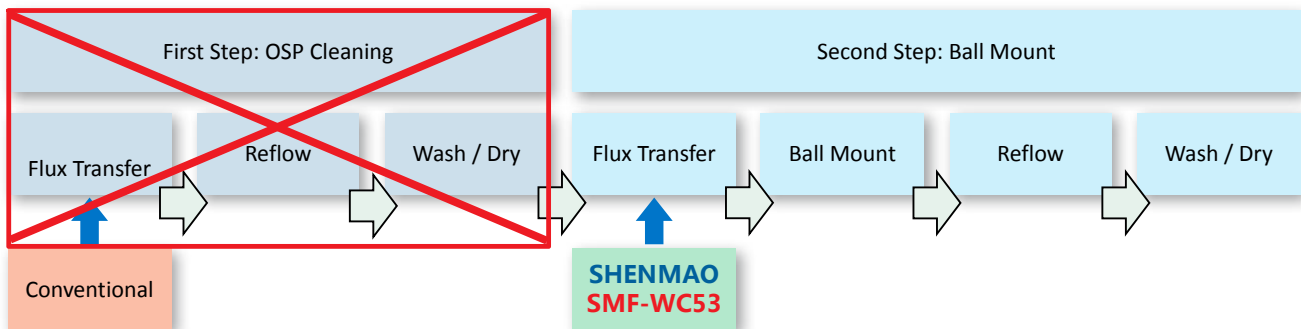 First Step: OSP Cleaning
Second Step: Ball Mount
Flux Transfer
Reflow
Wash / Dry
Flux Transfer
Ball Mount
Reflow
Wash / Dry
Conventional
SHENMAO
SMF-WC53